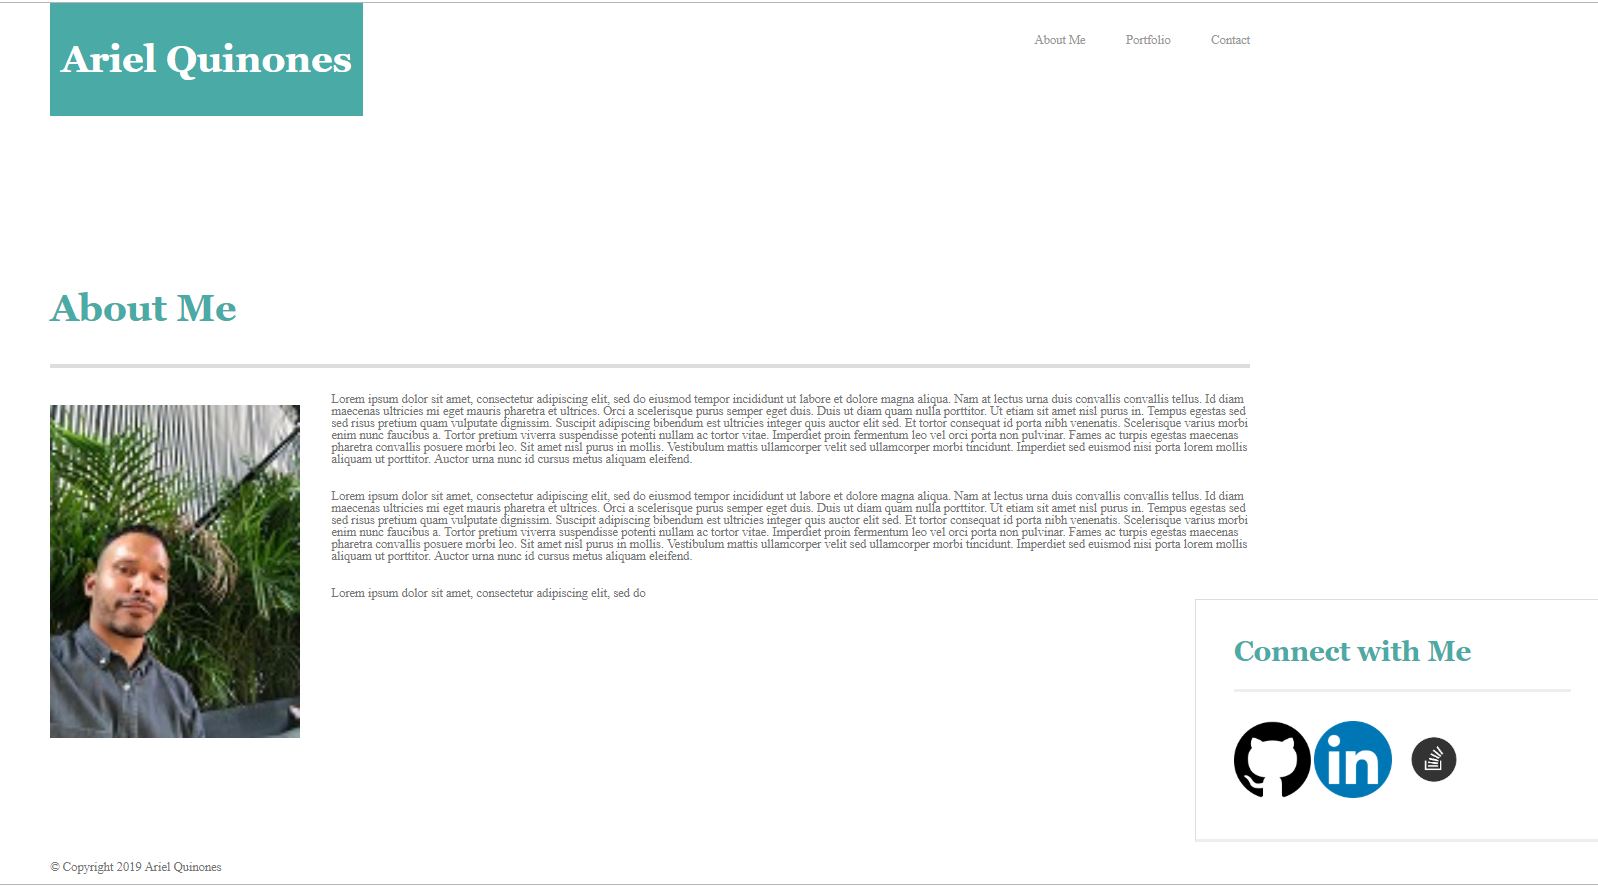 Ariel Quinones
About Me
Portfolio
Contact
About Me
Lorem ipsum dolor sit amet, consectetur adipiscing elit, sed do eiusmod tempor incididunt ut labore et dolore magna aliqua. Nam at lectus urna duis convallis convallis tellus. Id diam
maecenas ultricies mi eget mauris pharetra et ultrices. Orci a scelerisque purus semper eget duis. Duis ut diam quam nulla porttitor. Ut etiam sit amet nisl purus in. Tempus egestas sed
sed risus pretium quam vulputate dignissim. Suscipit adipiscing bibendum est ultricies integer quis auctor elit sed. Et tortor consequat id porta nibh venenatis. Scelerisque varius morbi
enim nunc faucibus a. Tortor pretium viverra suspendisse potenti nullam ac tortor vitae. Imperdiet proin fermentum leo vel orci porta non pulvinar. Fames ac turpis egestas maecenas
pharetra convallis posuere morbi leo. Sit amet nisl purus in mollis. Vestibulum mattis ullamcorper velit sed ullamcorper morbi tincidunt. Imperdiet sed euismod nisi porta lorem mollis
aliquam ut porttitor. Auctor urna nunc id cursus metus aliquam eleifend.
Lorem ipsum dolor sit amet, consectetur adipiscing elit, sed do eiusmod tempor incididunt ut labore et dolore magna aliqua. Nam at lectus urna duis convallis convallis tellus. Id diam
maecenas ultricies mi eget mauris pharetra et ultrices. Orci a scelerisque purus semper eget duis. Duis ut diam quam nulla porttitor. Ut etiam sit amet nisl purus in. Tempus egestas sed
sed risus pretium quam vulputate dignissim. Suscipit adipiscing bibendum est ultricies integer quis auctor elit sed. Et tortor consequat id porta nibh venenatis. Scelerisque varius morbi
enim nunc faucibus a. Tortor pretium viverra suspendisse potenti nullam ac tortor vitae. Imperdiet proin fermentum leo vel orci porta non pulvinar. Fames ac turpis egestas maecenas
pharetra convallis posuere morbi leo. Sit amet nisl purus in mollis. Vestibulum mattis ullamcorper velit sed ullamcorper morbi tincidunt. Imperdiet sed euismod nisi porta lorem mollis
aliquam ut porttitor. Auctor urna nunc id cursus metus aliquam eleifend.
Lorem ipsum dolor sit amet, consectetur adipiscing elit, sed do
Connect with Me
in
© Copyright 2019 Ariel Quinones